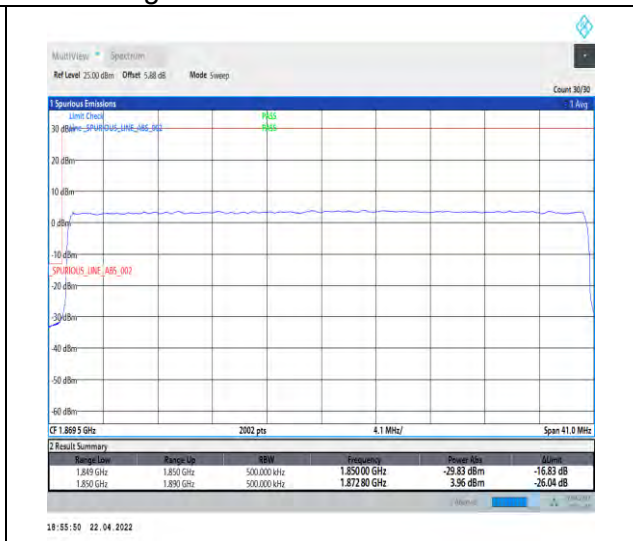 MultiView Spectrum
Ref Level 25.00 dBm Offset 5.88 dB Mode Sweep
Count 30/30
1 Spurious Emissions 1 Avg
Limit Check PASS
30 dBm Line _SPURIOUS_LINE_ABS_002 PASS
20 dBm
10 dBm
0 dBm
-10 dBm
_SPURIOUS_LINE_ABS_002
-20 dBm
-30 dBm
-40 dBm
-50 dBm
-60 dBm
CF 1.869 5 GHz 2002 pts 4.1 MHz/ Span 41.0 MHz
2 Result Summary
Range Low Range Up RBW Frequency Power Abs ΔLimit
1.849 GHz 1.850 GHz 500.000 kHz 1.850 00 GHz -29.83 dBm -16.83 dB
1.850 GHz 1.890 GHz 500.000 kHz 1.872 80 GHz 3.96 dBm -26.04 dB
18:55:50 22.04.2022